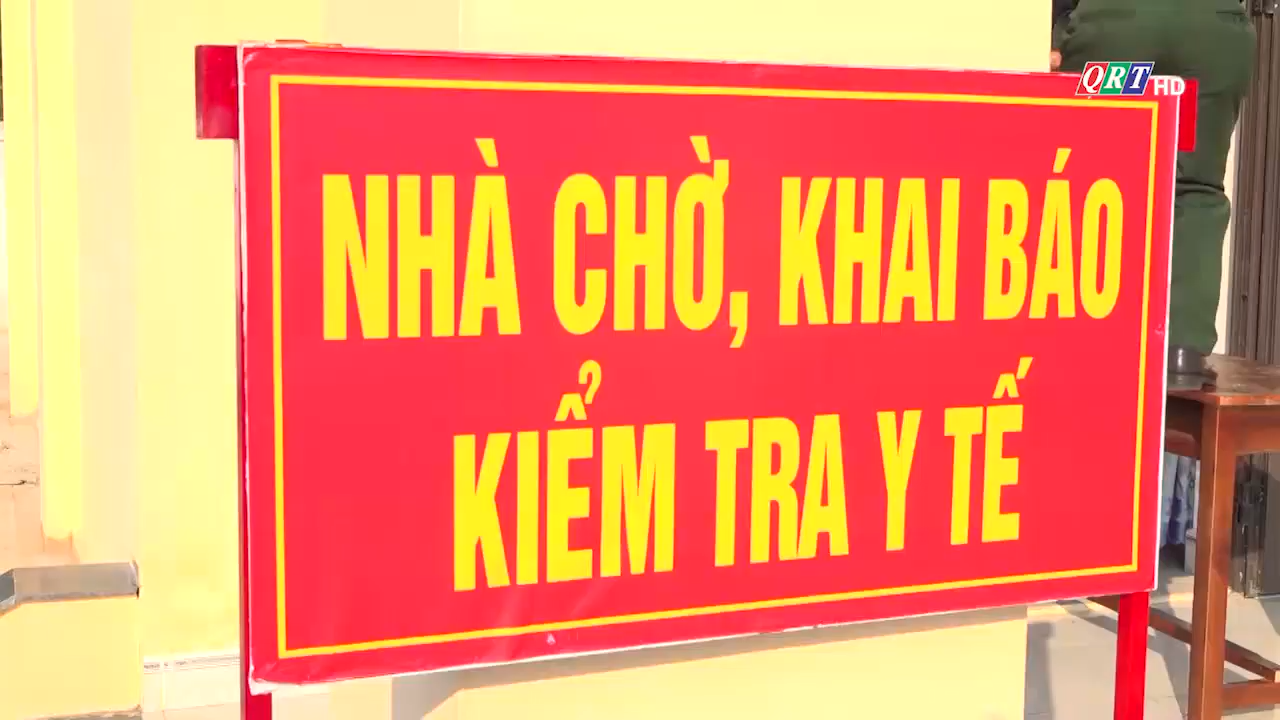 QRT HD
NHÀ CHỜ, KHAI BÁO
KIỂM TRA Y TẾ